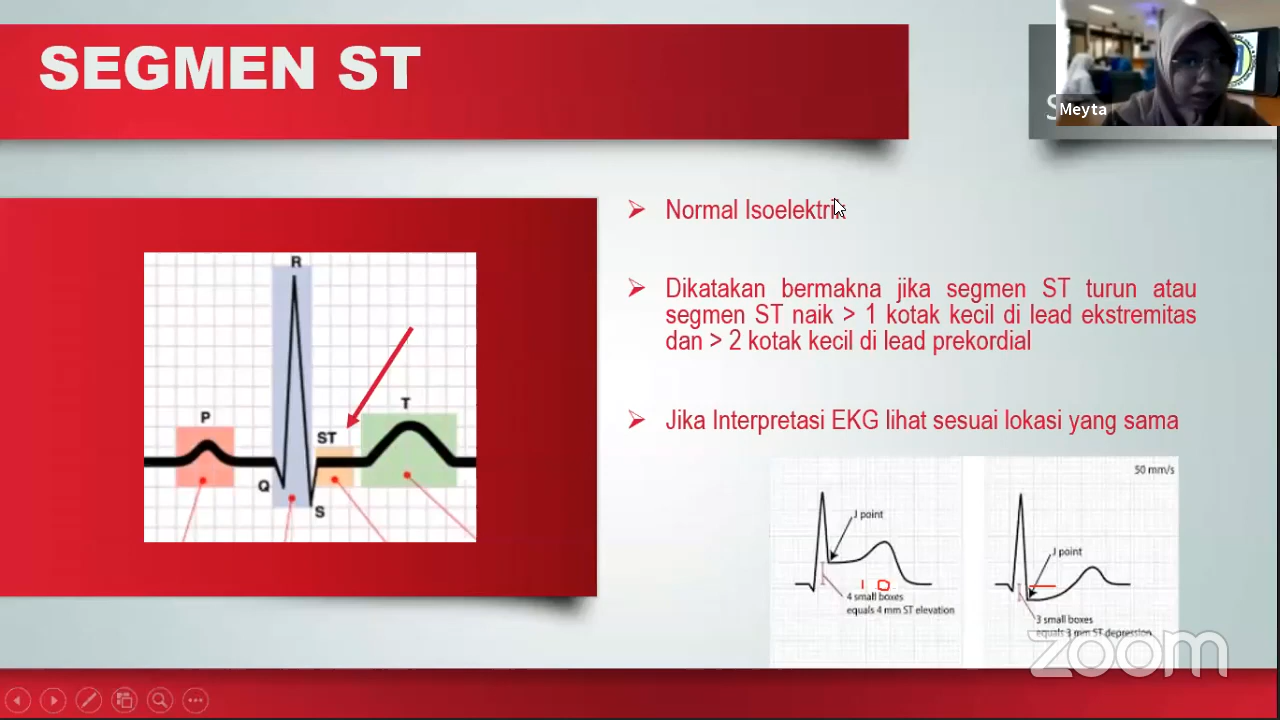 SEGMEN ST
S
Meyta
Normal Isoelektrik
Dikatakan bermakna jika segmen ST turun atau
segmen ST naik > 1 kotak kecil di lead ekstremitas
dan > 2 kotak kecil di lead prekordial
Jika Interpretasi EKG lihat sesuai lokasi yang sama
R
P
ST
T
Q
S
50 mm/s
J point
4 small boxes
equals 4 mm ST elevation
J point
3 small boxes
equals 3 mm ST depression
zoom